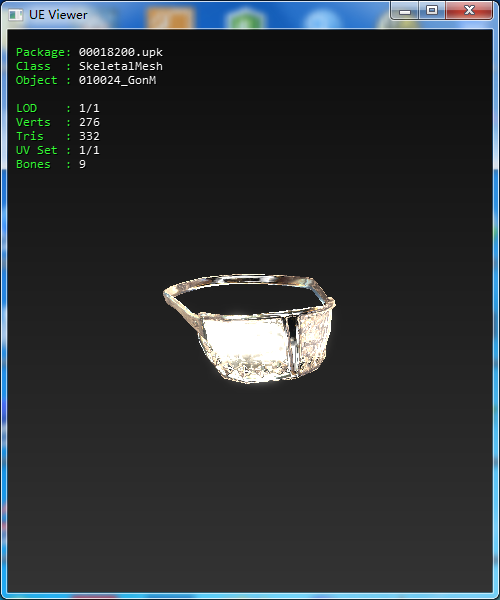 UE Viewer
Package: 00018200.upk
Class  : SkeletalMesh
Object : 010024_GonM
LOD    : 1/1
Verts  : 276
Tris   : 332
UV Set : 1/1
Bones  : 9